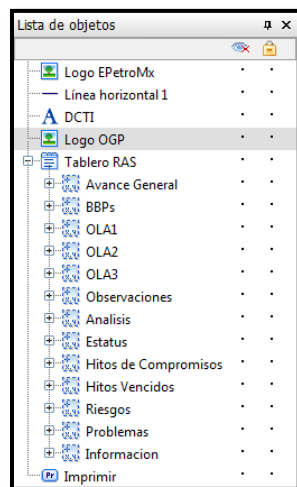 Lista de objetos
Logo EPetroMx
Línea horizontal 1
A DCTI
Logo OGP
Tablero RAS
Avance General
BBPs
OLA1
OLA2
OLA3
Observaciones
Analisis
Estatus
Hitos de Compromisos
Hitos Vencidos
Riesgos
Problemas
Informacion
Pr Imprimir